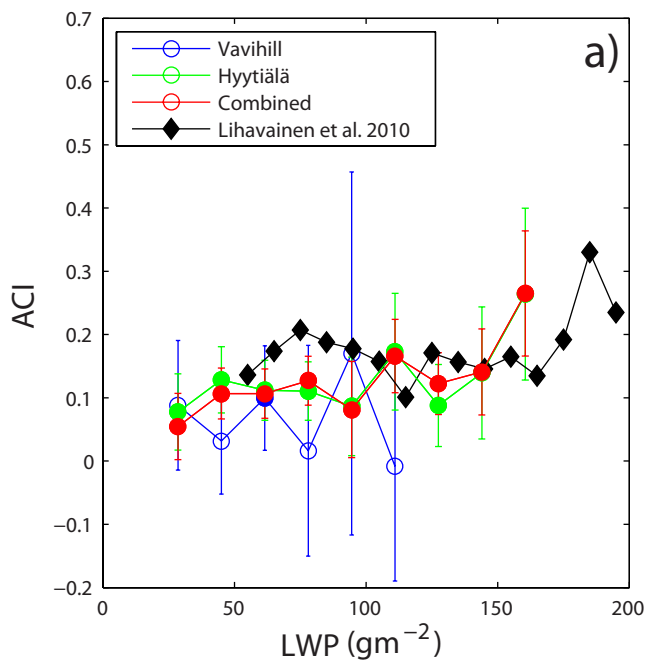 0.7
0.6
0.5
0.4
0.3
0.2
0.1
0
−0.1
−0.2
ACI
Vavihill
Hyytiälä
Combined
Lihavainen et al. 2010
a)
0 50 100 150 200
LWP (gm⁻²)